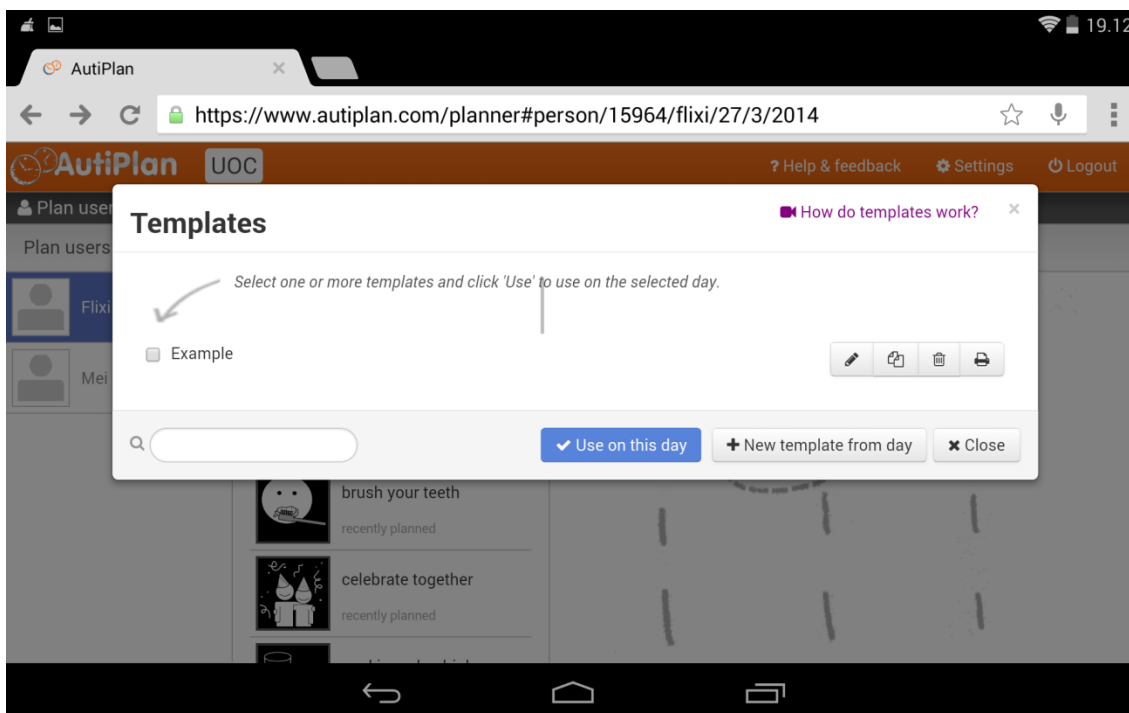 19.12
AutiPlan
https://www.autiplan.com/planner#person/15964/flixi/27/3/2014
AutiPlan UOC ? Help & feedback Settings Logout
Plan user
Plan users
Templates
How do templates work? ×
Select one or more templates and click 'Use' to use on the selected day.
Flixi
Example
Mei
Use on this day
New template from day
Close
brush your teeth
recently planned
celebrate together
recently planned